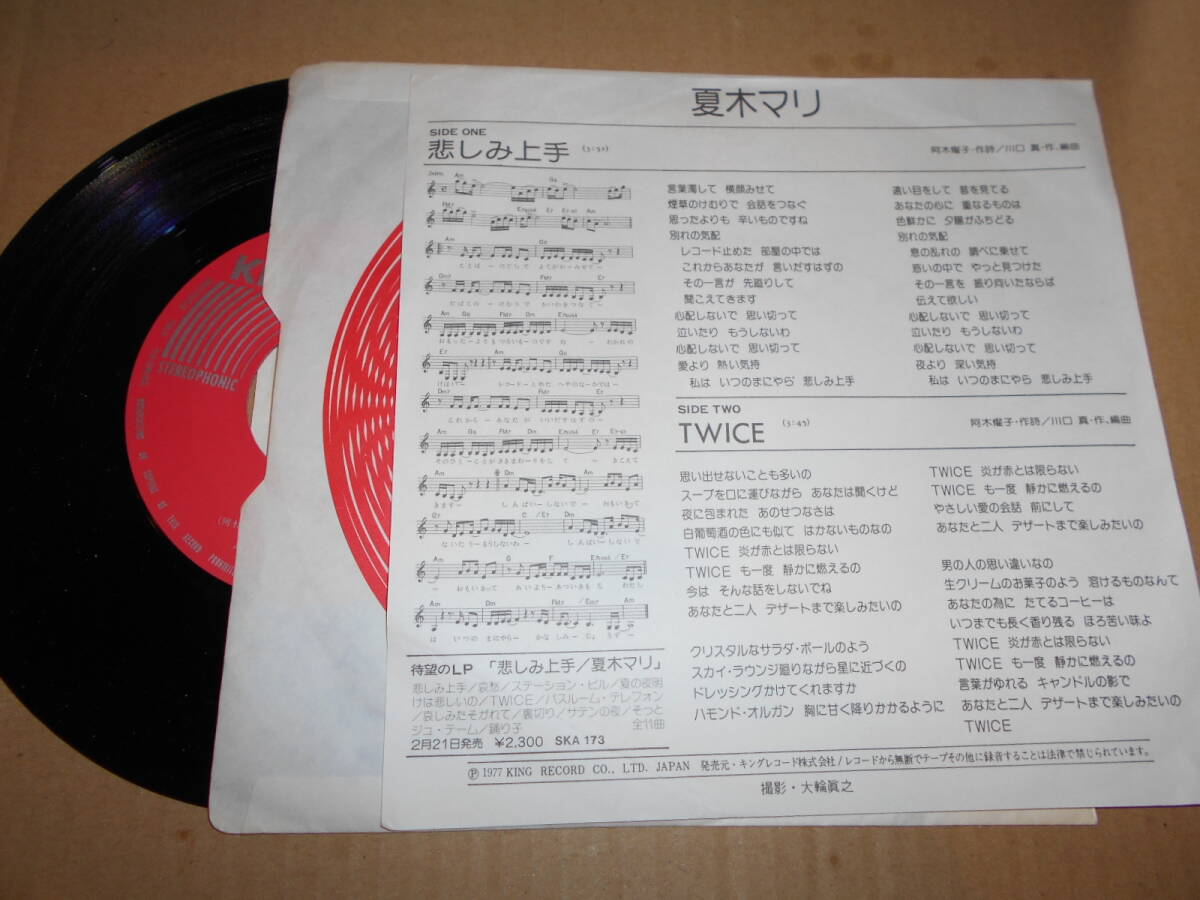 夏木マリ
SIDE ONE
悲しみ上手 (3:32)
阿木燿子・作詩/川口 真・作、編曲
言葉濁して 横顔みせて
煙草のけむりで 会話をつなぐ
思ったよりも 辛いものですね
別れの気配
レコード止めた 部屋の中では
これからあなたが 言いだすはずの
その一言が 先廻りして
聞こえてきます
心配しないで 思い切って
泣いたり もうしないわ
心配しないで 思い切って
愛より 熱い気持
私は いつのまにやら 悲しみ上手
遠い目をして 昔を見てる
あなたの心に 重なるものは
色鮮かに 夕陽がふちどる
別れの気配
息の乱れの 調べに乗せて
惑いの中で やっと見つけた
その一言を 振り向いたならば
伝えて欲しい
心配しないで 思い切って
泣いたり もうしないわ
心配しないで 思い切って
夜より 深い気持
私は いつのまにやら 悲しみ上手
SIDE TWO
TWICE (3:45)
阿木燿子・作詩/川口 真・作、編曲
思い出せないことも多いの
スープを口に運びながら あなたは聞くけど
夜に包まれた あのせつなさは
白葡萄酒の色にも似て はかないものなの
TWICE 炎が赤とは限らない
TWICE も一度 静かに燃えるの
今は そんな話をしないでね
あなたと二人 デザートまで楽しみたいの
クリスタルなサラダ・ボールのよう
スカイ・ラウンジ廻りながら星に近づくの
ドレッシングかけてくれますか
ハモンド・オルガン 胸に甘く降りかかるように
TWICE 炎が赤とは限らない
TWICE も一度 静かに燃えるの
やさしい愛の会話 前にして
あなたと二人 デザートまで楽しみたいの
男の人の思い違いなの
生クリームのお菓子のよう 溶けるものなんて
あなたの為に たてるコーヒーは
いつまでも長く香り残る ほろ苦い味よ
TWICE 炎が赤とは限らない
TWICE も一度 静かに燃えるの
言葉がゆれる キャンドルの影で
あなたと二人 デザートまで楽しみたいの
TWICE
待望のLP 「悲しみ上手/夏木マリ」
悲しみ上手/哀愁/ステーション・ビル/夏の夜明
けは悲しいの/TWICE/バスルーム・テレフォン
/哀しみたそがれて/裏切り/サテンの夜/そっと
ジュ・テーム/踊り子 全11曲
2月21日発売 ¥2,300 SKA 173
Ⓟ 1977 KING RECORD CO., LTD. JAPAN 発売元・キングレコード株式会社/レコードから無断でテープその他に録音することは法律で禁じられています。
撮影・大輪眞之
STEREOPHONIC